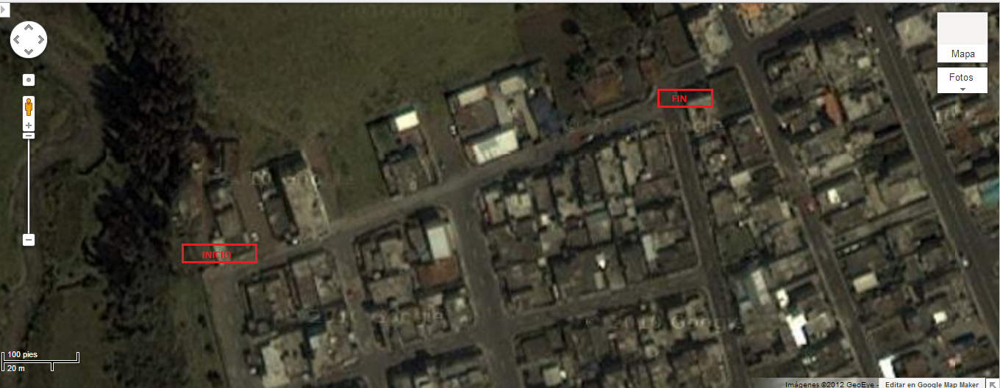 Mapa
Fotos
FIN
INICIO
100 pies
20 m
Imágenes ©2012 GeoEye -
Editar en Google Map Maker